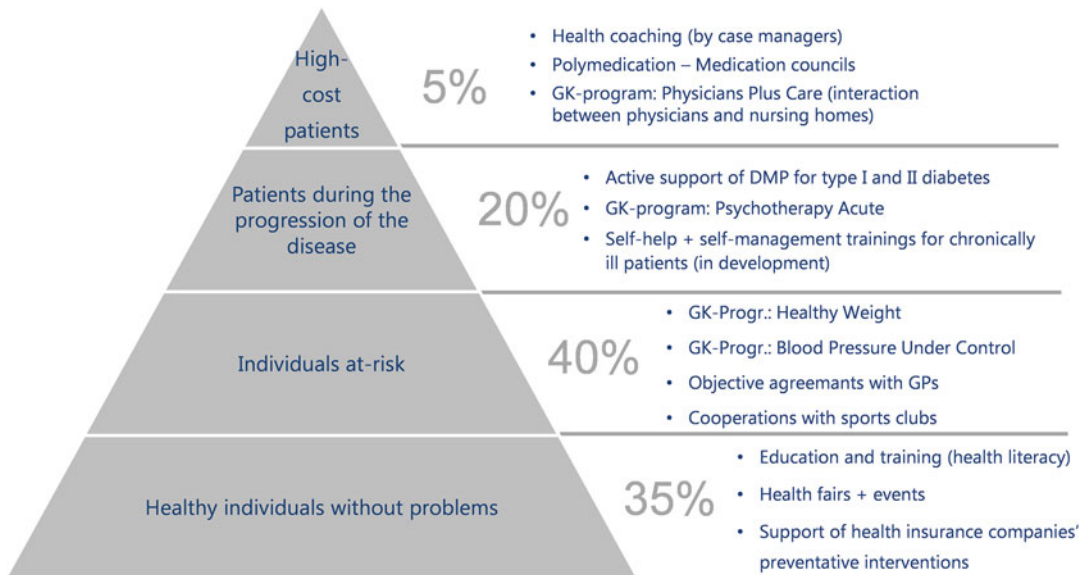 High-
cost
patients
5%
• Health coaching (by case managers)
• Polymedication – Medication councils
• GK-program: Physicians Plus Care (interaction
between physicians and nursing homes)
Patients during the
progression of the
disease
20%
• Active support of DMP for type I and II diabetes
• GK-program: Psychotherapy Acute
• Self-help + self-management trainings for chronically
ill patients (in development)
Individuals at-risk
40%
• GK-Progr.: Healthy Weight
• GK-Progr.: Blood Pressure Under Control
• Objective agreemants with GPs
• Cooperations with sports clubs
Healthy individuals without problems
35%
• Education and training (health literacy)
• Health fairs + events
• Support of health insurance companies‘
preventative interventions